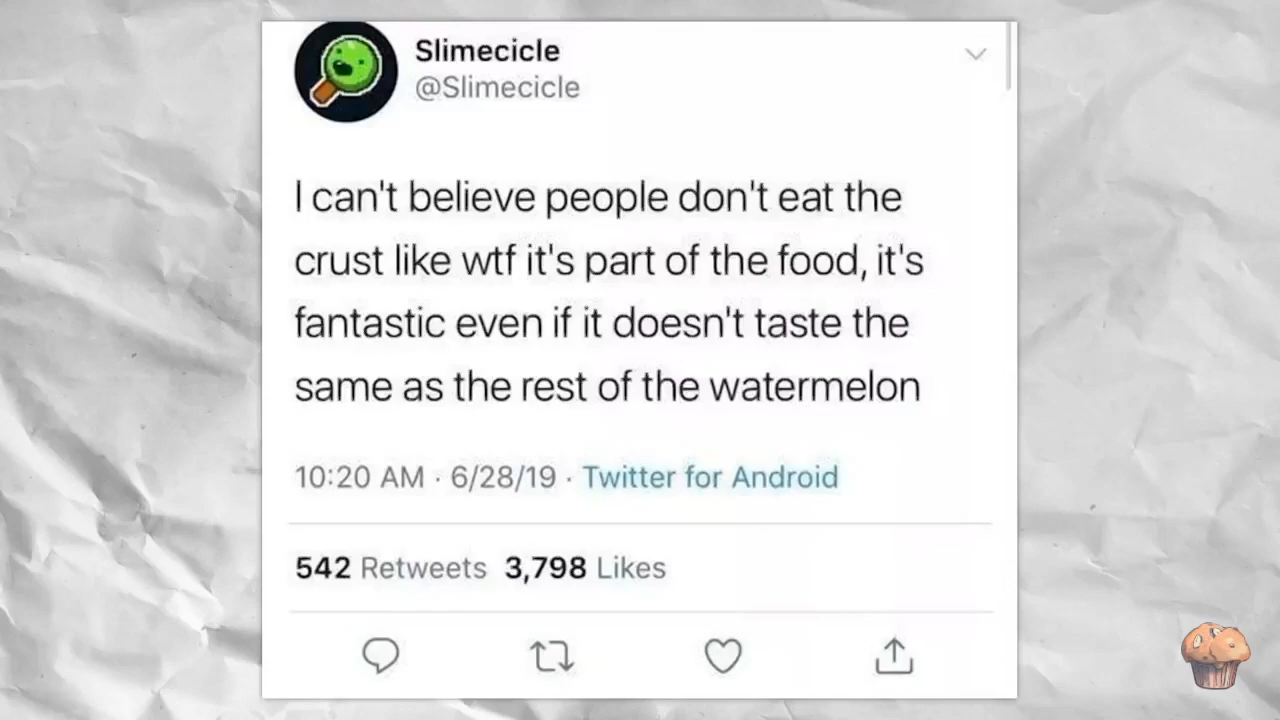 Slimecicle
@Slimecicle
I can't believe people don't eat the
crust like wtf it's part of the food, it's
fantastic even if it doesn't taste the
same as the rest of the watermelon
10:20 AM · 6/28/19 · Twitter for Android
542 Retweets 3,798 Likes